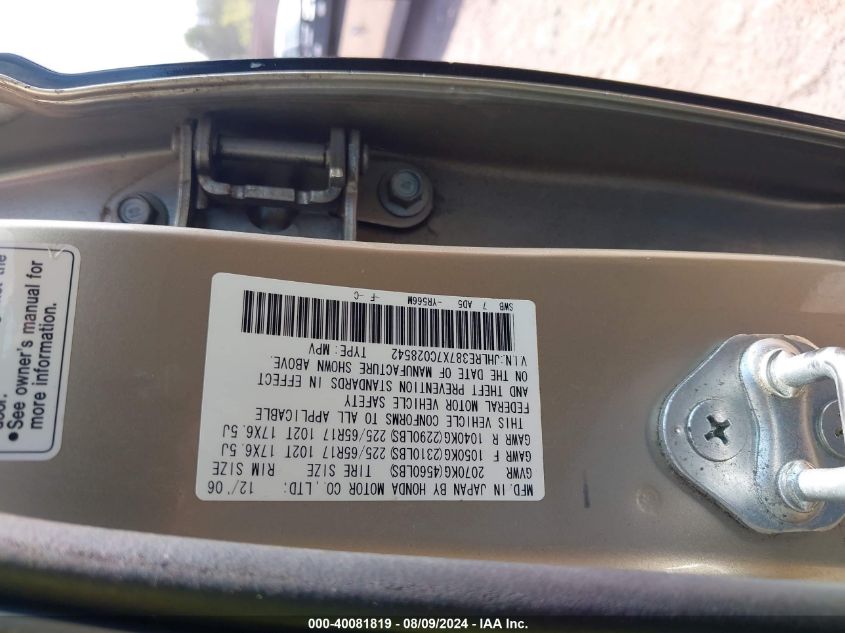 MFD. IN JAPAN BY HONDA MOTOR CO., LTD: 12/'06
GVWR 2070KG(4560LBS) TIRE SIZE RIM SIZE
GAWR F 1050KG(2310LBS) 225/65R17 102T 17X6.5J
GAWR R 1040KG(2290LBS) 225/65R17 102T 17X6.5J
THIS VEHICLE CONFORMS TO ALL APPLICABLE
FEDERAL MOTOR VEHICLE SAFETY
AND THEFT PREVENTION STANDARDS IN EFFECT
ON THE DATE OF MANUFACTURE SHOWN ABOVE.
V.I.N:JHLRE387X7C028542 TYPE:MPV
SWB 7 AD5 -YR566M -F -C
the
door.
•See owner's manual for
more information.
000-40081819 - 08/09/2024 - IAA Inc.